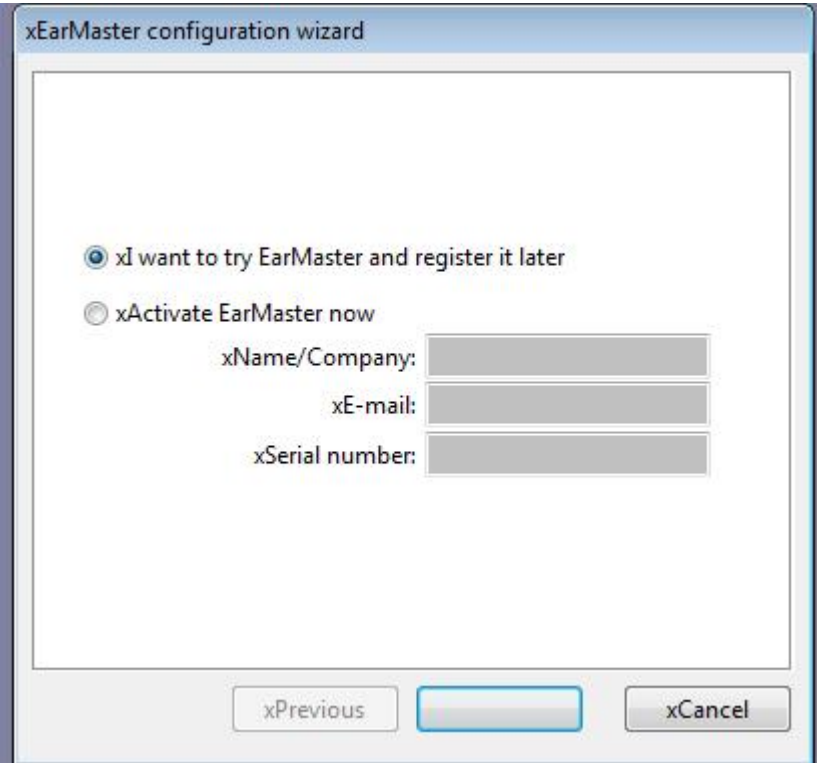 xEarMaster configuration wizard
xI want to try EarMaster and register it later
xActivate EarMaster now
xName/Company:
xE-mail:
xSerial number:
xPrevious
xCancel